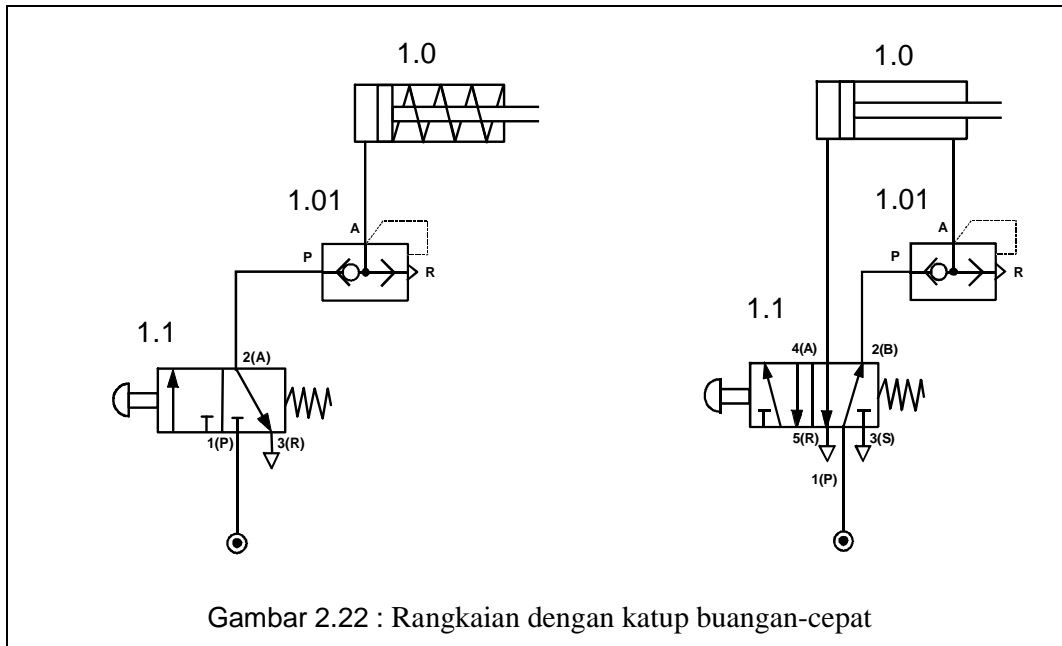 1.0
1.01
A
P
R
1.1
2(A)
1(P)
3(R)
1.0
1.01
A
P
R
1.1
4(A)
2(B)
5(R)
3(S)
1(P)
Gambar 2.22 : Rangkaian dengan katup buangan-cepat